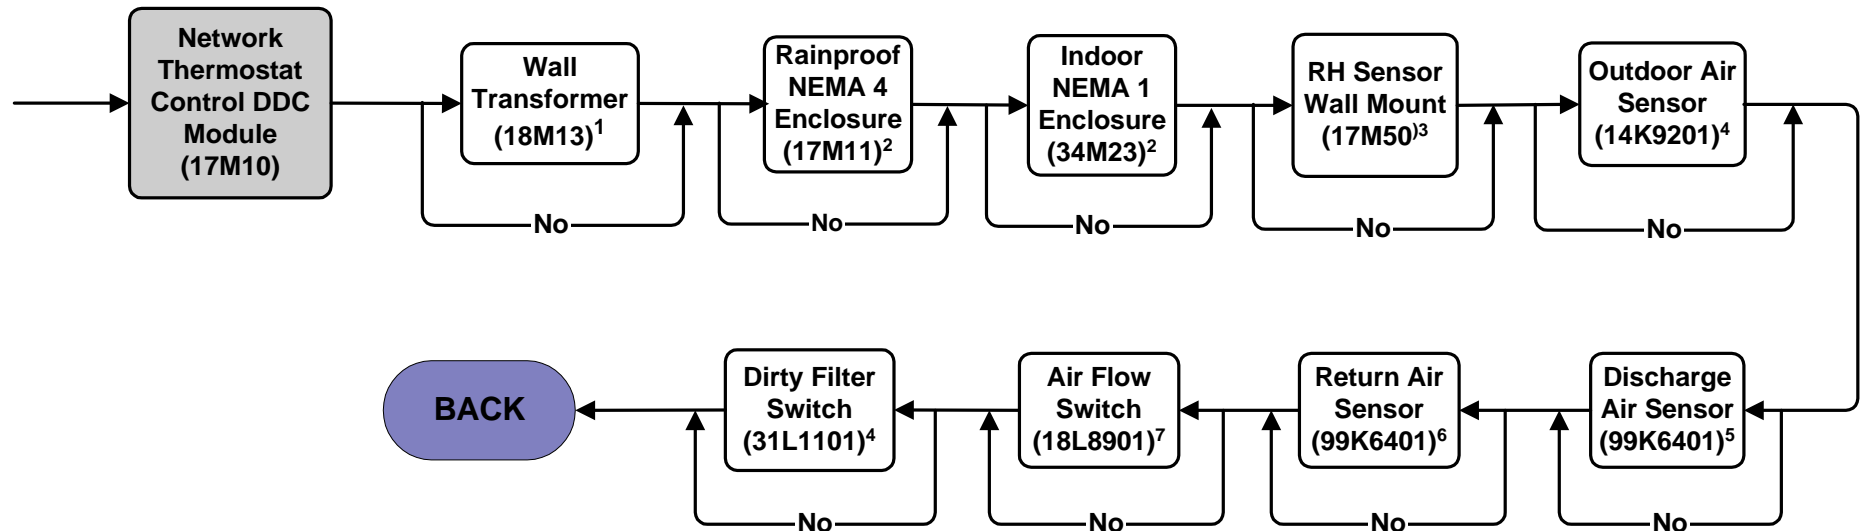 Network
Thermostat
Control DDC
Module
(17M10)
Wall
Transformer
(18M13)1
Rainproof
NEMA 4
Enclosure
(17M11)2
Indoor
NEMA 1
Enclosure
(34M23)2
RH Sensor
Wall Mount
(17M50)3
Outdoor Air
Sensor
(14K9201)4
No
No
No
No
No
BACK
Dirty Filter
Switch
(31L1101)4
Air Flow
Switch
(18L8901)7
Return Air
Sensor
(99K6401)6
Discharge
Air Sensor
(99K6401)5
No
No
No
No